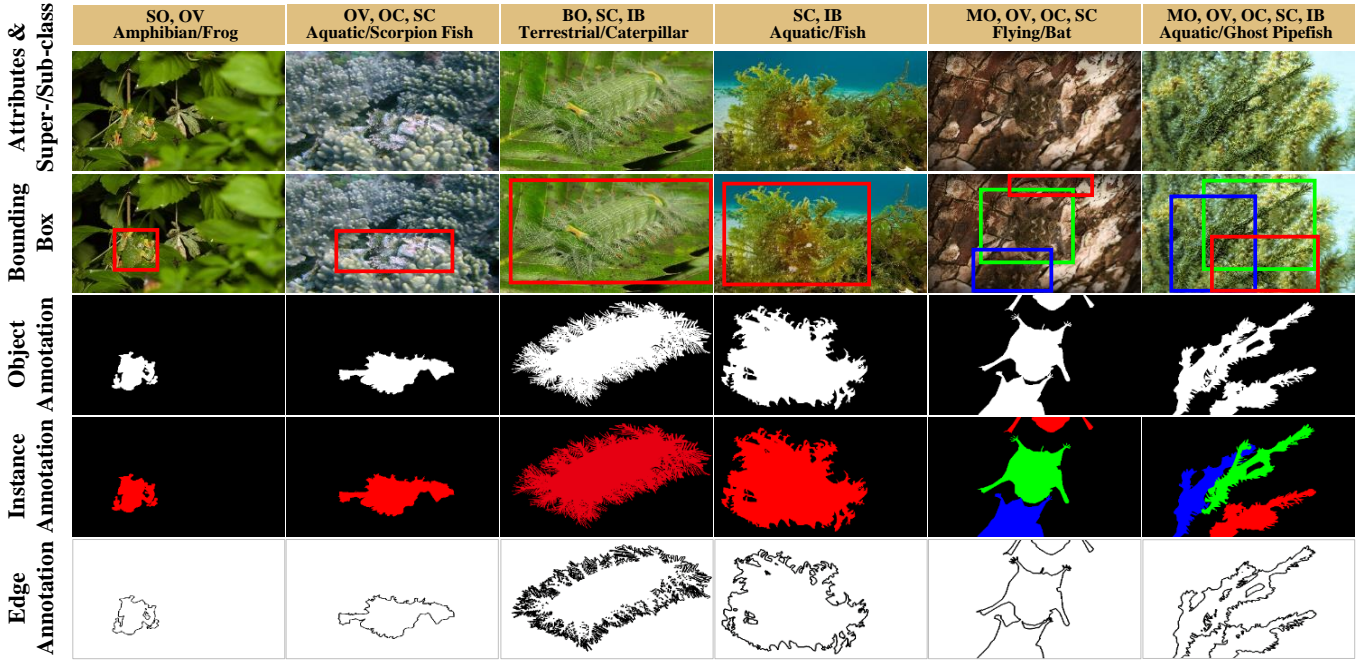 SO, OV
Amphibian/Frog
OV, OC, SC
Aquatic/Scorpion Fish
BO, SC, IB
Terrestrial/Caterpillar
SC, IB
Aquatic/Fish
MO, OV, OC, SC
Flying/Bat
MO, OV, OC, SC, IB
Aquatic/Ghost Pipefish
Attributes &
Super-/Sub-class
Bounding
Box
Object
Annotation
Instance
Annotation
Edge
Annotation